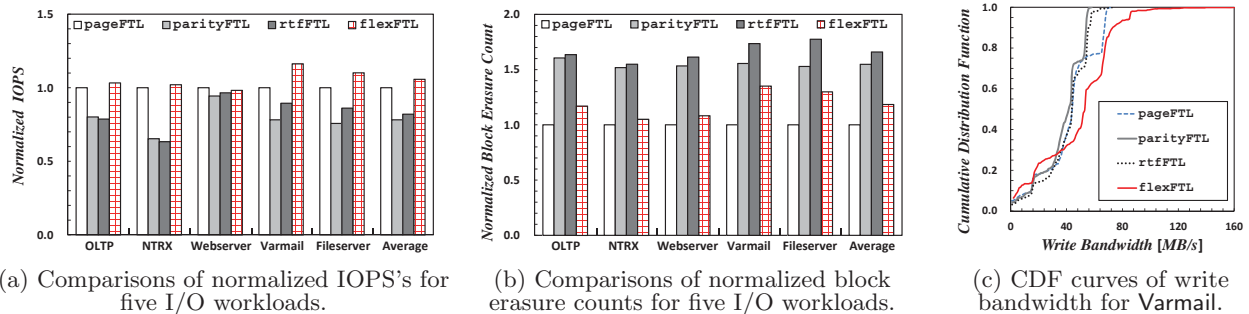 pageFTL parityFTL rtfFTL flexFTL
Normalized IOPS
1.5
1.0
0.5
0.0
OLTP NTRX Webserver Varmail Fileserver Average
(a) Comparisons of normalized IOPS's for
five I/O workloads.
pageFTL parityFTL rtfFTL flexFTL
Normalized Block Erasure Count
2.0
1.5
1.0
0.5
0.0
OLTP NTRX Webserver Varmail Fileserver Average
(b) Comparisons of normalized block
erasure counts for five I/O workloads.
Cumulative Distribution Function
1.0
0.8
0.6
0.4
0.2
0.0
pageFTL
parityFTL
rtfFTL
flexFTL
0 40 80 120 160
Write Bandwidth [MB/s]
(c) CDF curves of write
bandwidth for Varmail.